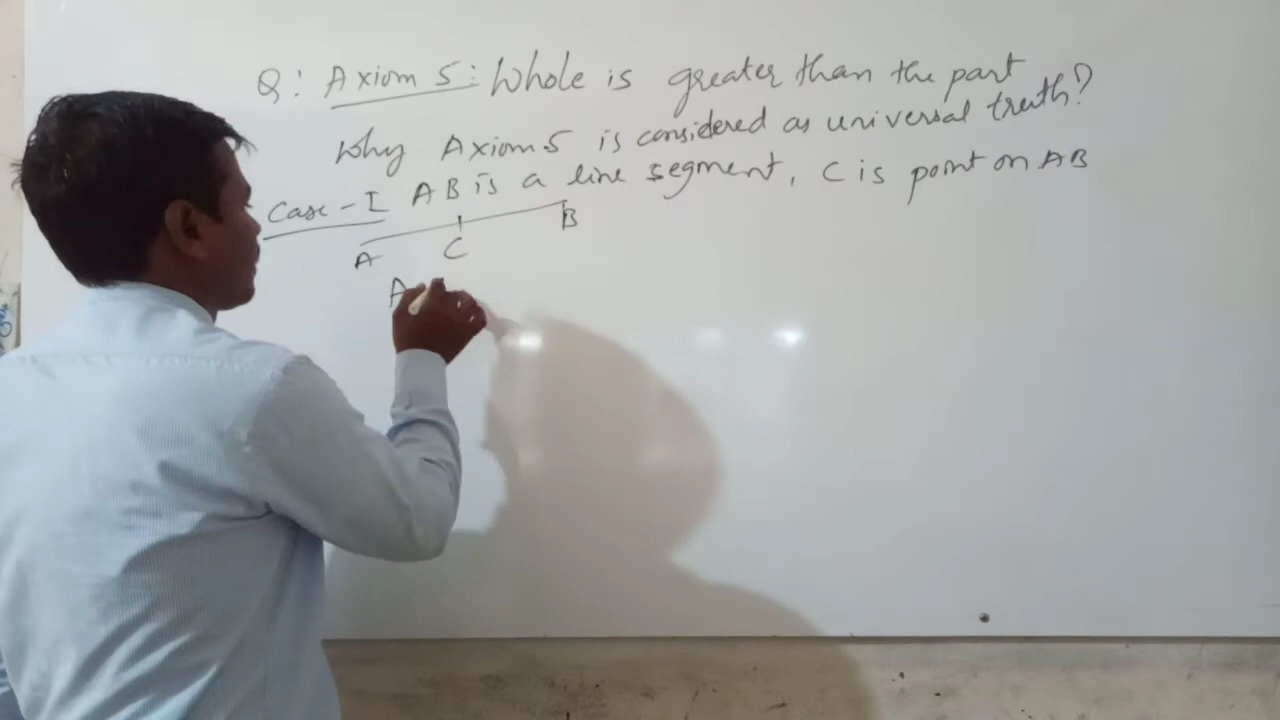 Q: Axiom 5: Whole is greater than the part
Why Axiom 5 is considered as universal truth?
Case-I AB is a line segment, C is point on AB
A C B
A